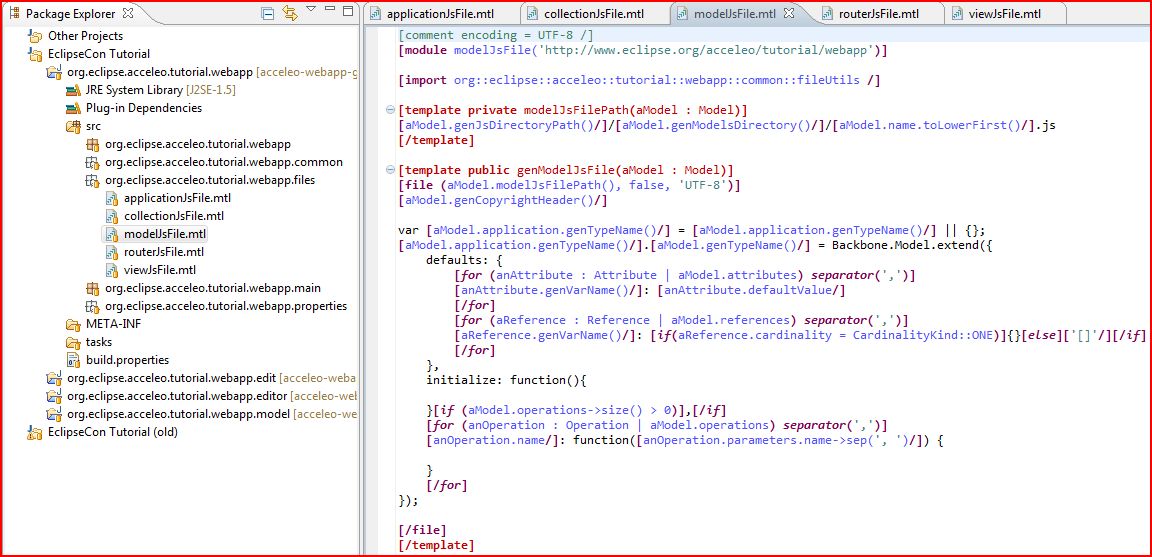 Package Explorer
Other Projects
EclipseCon Tutorial
org.eclipse.acceleo.tutorial.webapp [acceleo-webapp-g
JRE System Library [J2SE-1.5]
Plug-in Dependencies
src
org.eclipse.acceleo.tutorial.webapp
org.eclipse.acceleo.tutorial.webapp.common
org.eclipse.acceleo.tutorial.webapp.files
applicationJsFile.mtl
collectionJsFile.mtl
modelJsFile.mtl
routerJsFile.mtl
viewJsFile.mtl
org.eclipse.acceleo.tutorial.webapp.main
org.eclipse.acceleo.tutorial.webapp.properties
META-INF
tasks
build.properties
org.eclipse.acceleo.tutorial.webapp.edit [acceleo-weba
org.eclipse.acceleo.tutorial.webapp.editor [acceleo-we
org.eclipse.acceleo.tutorial.webapp.model [acceleo-we
EclipseCon Tutorial (old)
applicationJsFile.mtl collectionJsFile.mtl modelJsFile.mtl routerJsFile.mtl viewJsFile.mtl
[comment encoding = UTF-8 /]
[module modelJsFile('http://www.eclipse.org/acceleo/tutorial/webapp')]
[import org::eclipse::acceleo::tutorial::webapp::common::fileUtils /]
[template private modelJsFilePath(aModel : Model)]
[aModel.genJsDirectoryPath()/]/[aModel.genModelsDirectory()/]/[aModel.name.toLowerFirst()/].js
[/template]
[template public genModelJsFile(aModel : Model)]
[file (aModel.modelJsFilePath(), false, 'UTF-8')]
[aModel.genCopyrightHeader()/]
var [aModel.application.genTypeName()/] = [aModel.application.genTypeName()/] || {};
[aModel.application.genTypeName()/].[aModel.genTypeName()/] = Backbone.Model.extend({
defaults: {
[for (anAttribute : Attribute | aModel.attributes) separator(',')]
[anAttribute.genVarName()/]: [anAttribute.defaultValue/]
[/for]
[for (aReference : Reference | aModel.references) separator(',')]
[aReference.genVarName()/]: [if(aReference.cardinality = CardinalityKind::ONE)]{}[else]['[]'/][/if]
[/for]
},
initialize: function(){
}[if (aModel.operations->size() > 0)],[/if]
[for (anOperation : Operation | aModel.operations) separator(',')]
[anOperation.name/]: function([anOperation.parameters.name->sep(', ')/]) {
}
[/for]
});
[/file]
[/template]